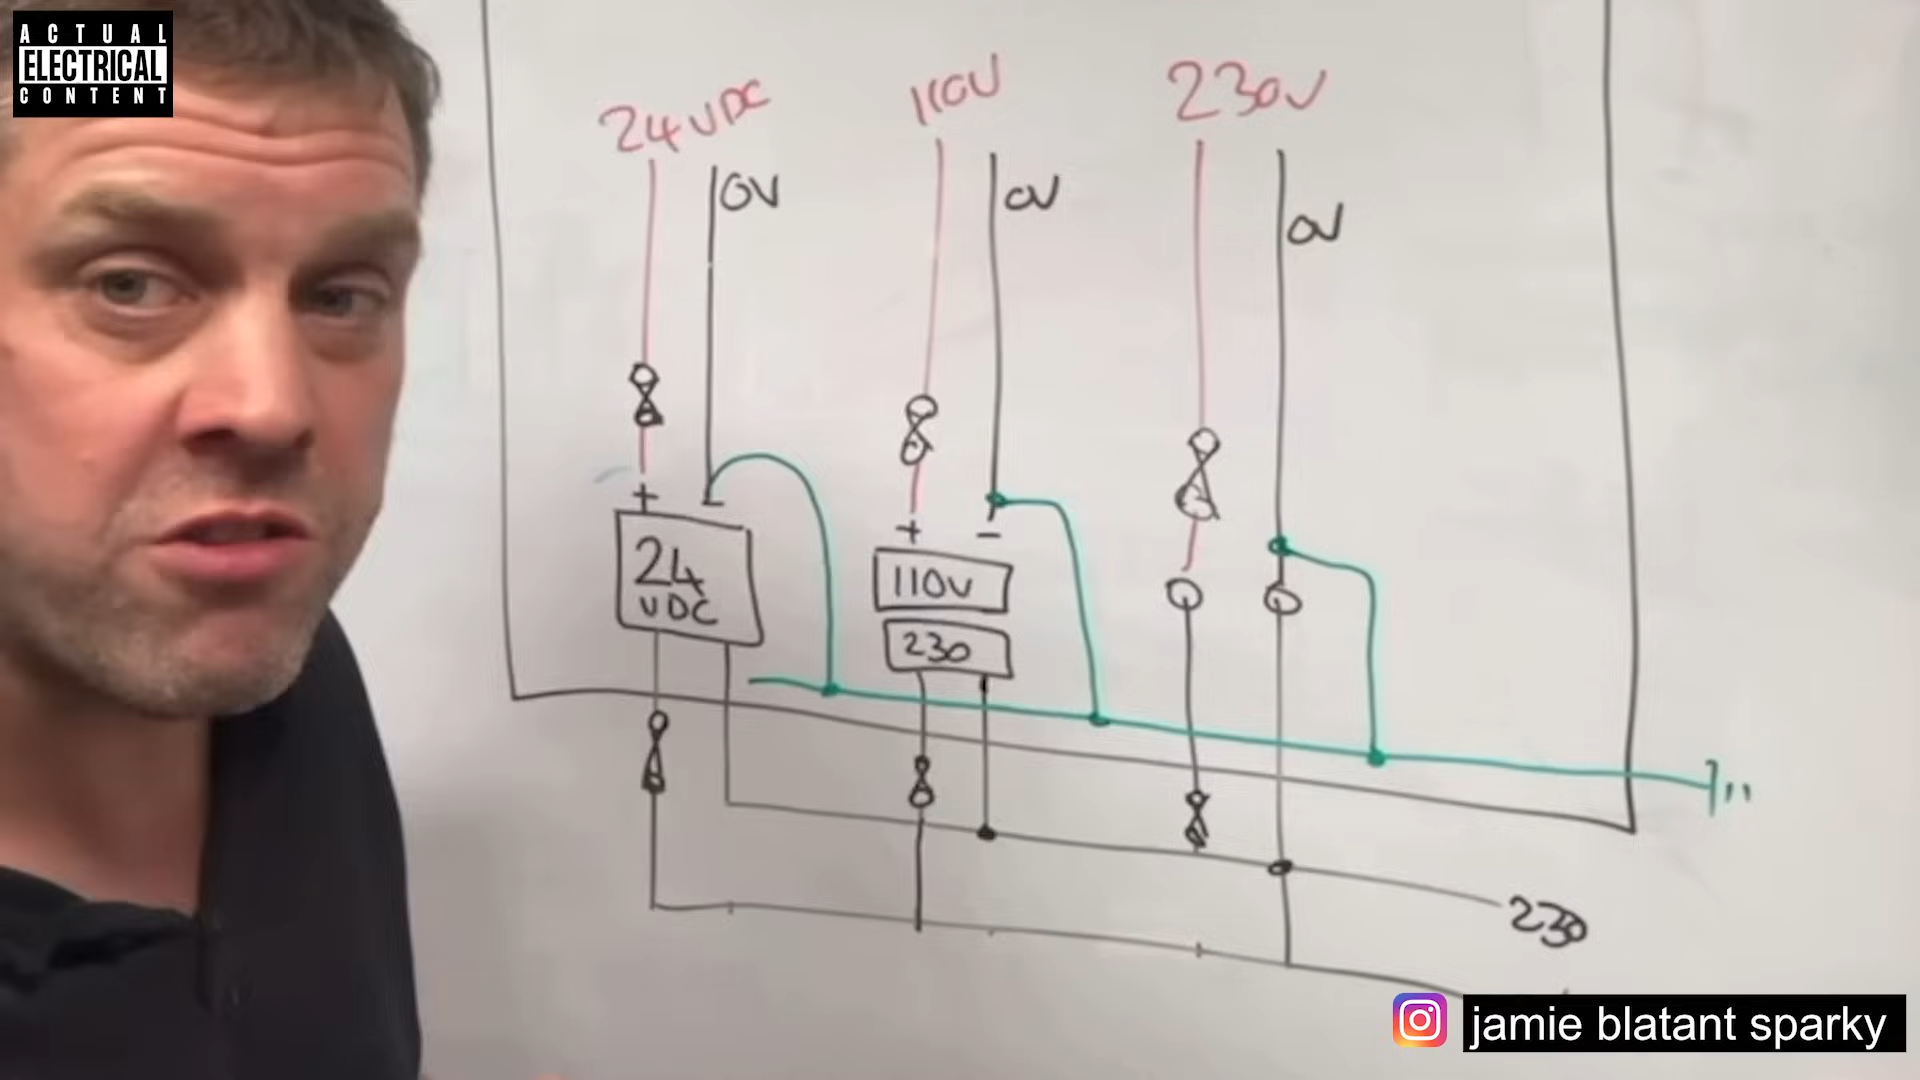 ACTUAL
ELECTRICAL
CONTENT
24VDC
110V
230V
0V
0V
0V
+ -
24
VDC
+ -
110V
230
230
jamie blatant sparky